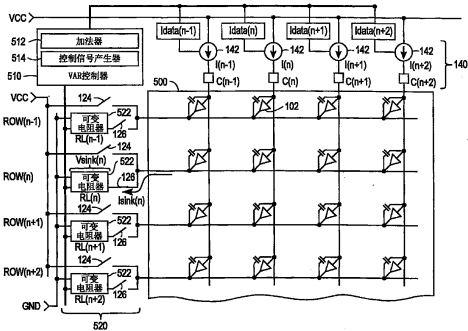 VCC
Idata(n-1) Idata(n) Idata(n+1) Idata(n+2)
512 加法器
514 控制信号产生器
510 VAR控制器
142 142 142 142
I(n-1) I(n) I(n+1) I(n+2)
140
C(n-1) C(n) C(n+1) C(n+2)
500
VCC
124
102
ROW(n-1)
可变电阻器
522
126
RL(n-1)
124
Vsink(n)
522
ROW(n)
可变电阻器
126
RL(n)
Isink(n)
124
ROW(n+1)
可变电阻器
522
126
RL(n+1)
124
ROW(n+2)
可变电阻器
522
126
RL(n+2)
GND
520